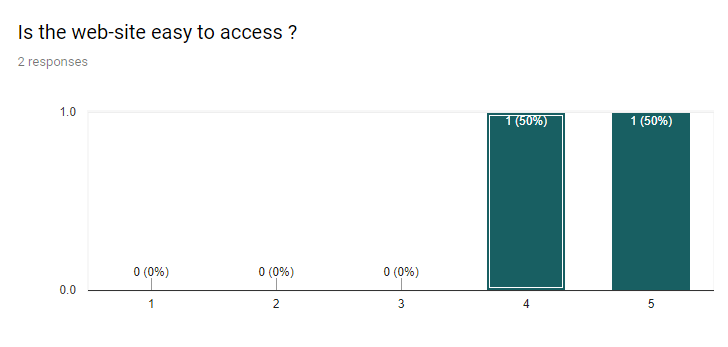 Is the web-site easy to access ?
2 responses
1.0
1 (50%) 1 (50%)
0 (0%) 0 (0%) 0 (0%)
0.0
1 2 3 4 5